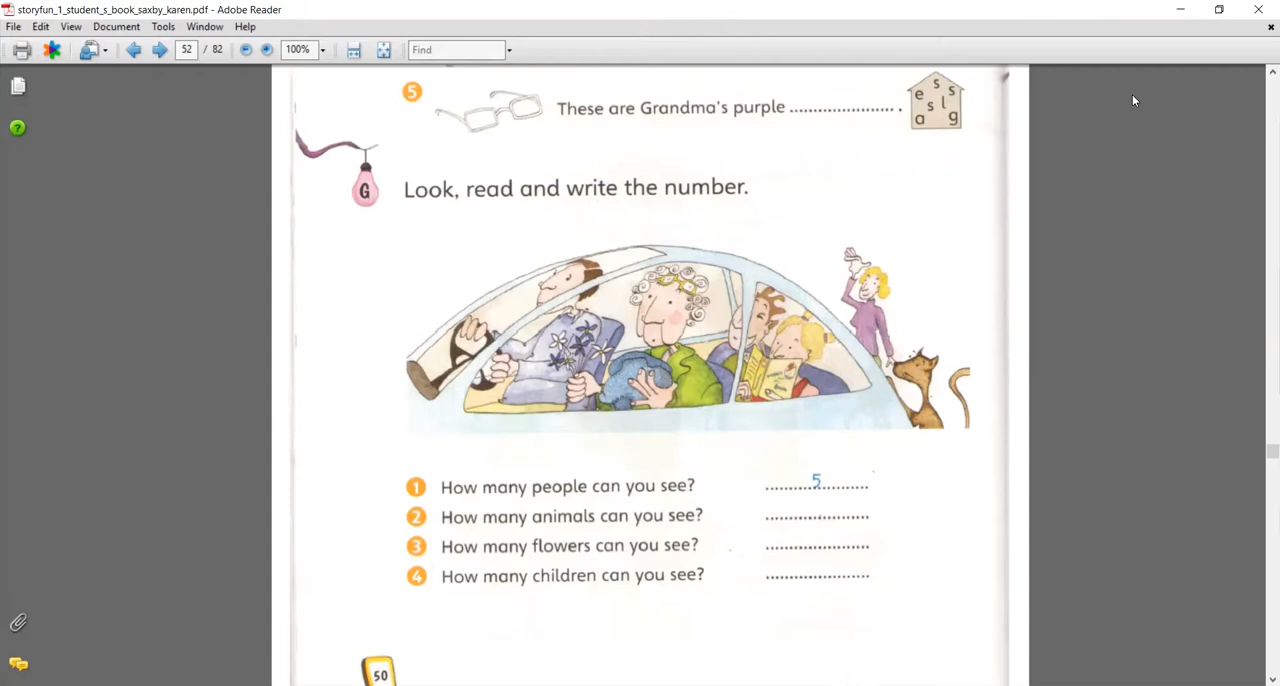 storyfun_1_student_s_book_saxby_karen.pdf - Adobe Reader
File Edit View Document Tools Window Help
52 / 82 100% Find
5 These are Grandma's purple ........................ .
e s s s l a g
G Look, read and write the number.
1 How many people can you see? ..........5..........
2 How many animals can you see? ......................
3 How many flowers can you see? ......................
4 How many children can you see? ......................
50